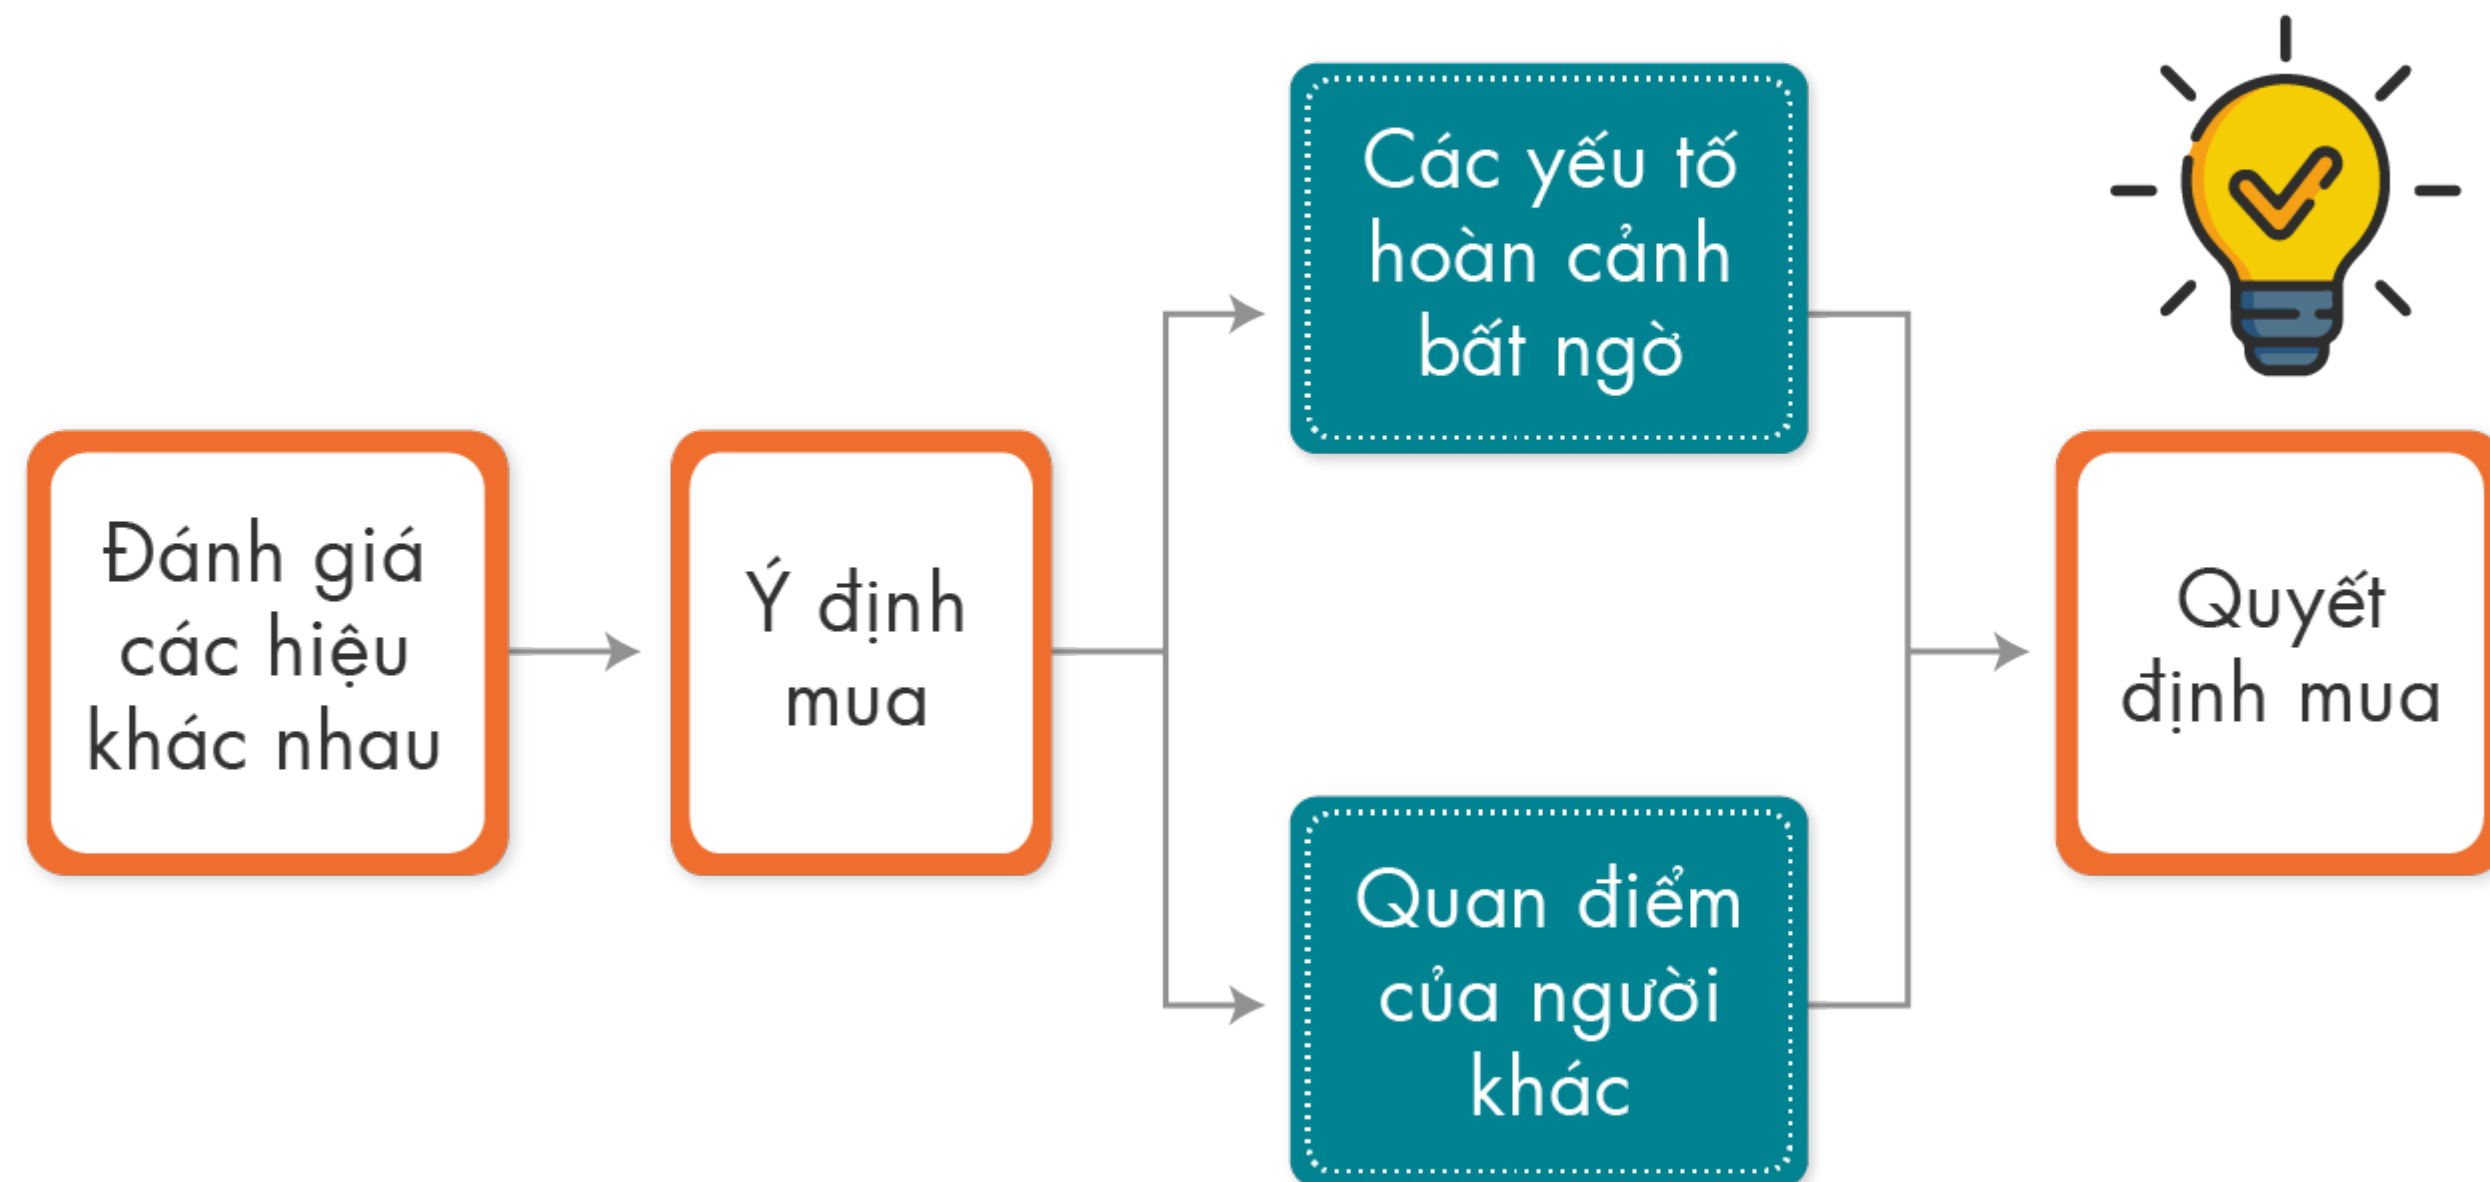 Đánh giá
các hiệu
khác nhau
Ý định
mua
Các yếu tố
hoàn cảnh
bất ngờ
Quan điểm
của người
khác
Quyết
định mua